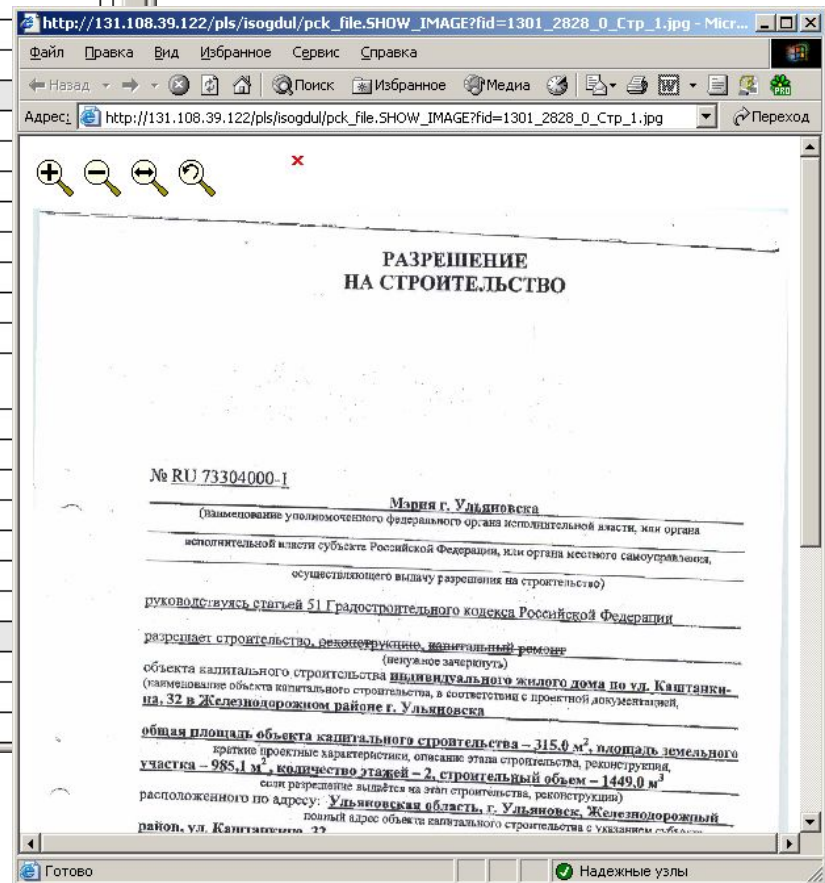 http://131.108.39.122/pls/isogdul/pck_file.SHOW_IMAGE?fid=1301_2828_0_Стр_1.jpg - Micr...
Файл Правка Вид Избранное Сервис Справка
Назад Поиск Избранное Медиа
Адрес: http://131.108.39.122/pls/isogdul/pck_file.SHOW_IMAGE?fid=1301_2828_0_Стр_1.jpg Переход
РАЗРЕШЕНИЕ
НА СТРОИТЕЛЬСТВО
№ RU 73304000-1
Мэрия г. Ульяновска
(наименование уполномоченного федерального органа исполнительной власти, или органа
исполнительной власти субъекта Российской Федерации, или органа местного самоуправления,
осуществляющего выдачу разрешения на строительство)
руководствуясь статьей 51 Градостроительного кодекса Российской Федерации
разрешает строительство, реконструкцию, капитальный ремонт
(ненужное зачеркнуть)
объекта капитального строительства индивидуального жилого дома по ул. Каштанки-
(наименование объекта капитального строительства, в соответствии с проектной документацией,
на, 32 в Железнодорожном районе г. Ульяновска
общая площадь объекта капитального строительства – 315,0 м², площадь земельного
краткие проектные характеристики, описание этапа строительства, реконструкции,
участка – 985,1 м², количество этажей – 2, строительный объем – 1449,0 м³
если разрешение выдаётся на этап строительства, реконструкции)
расположенного по адресу: Ульяновская область, г. Ульяновск, Железнодорожный
полный адрес объекта капитального строительства с указанием субъекта
район, ул. Каштанкина, 32
Готово Надежные узлы